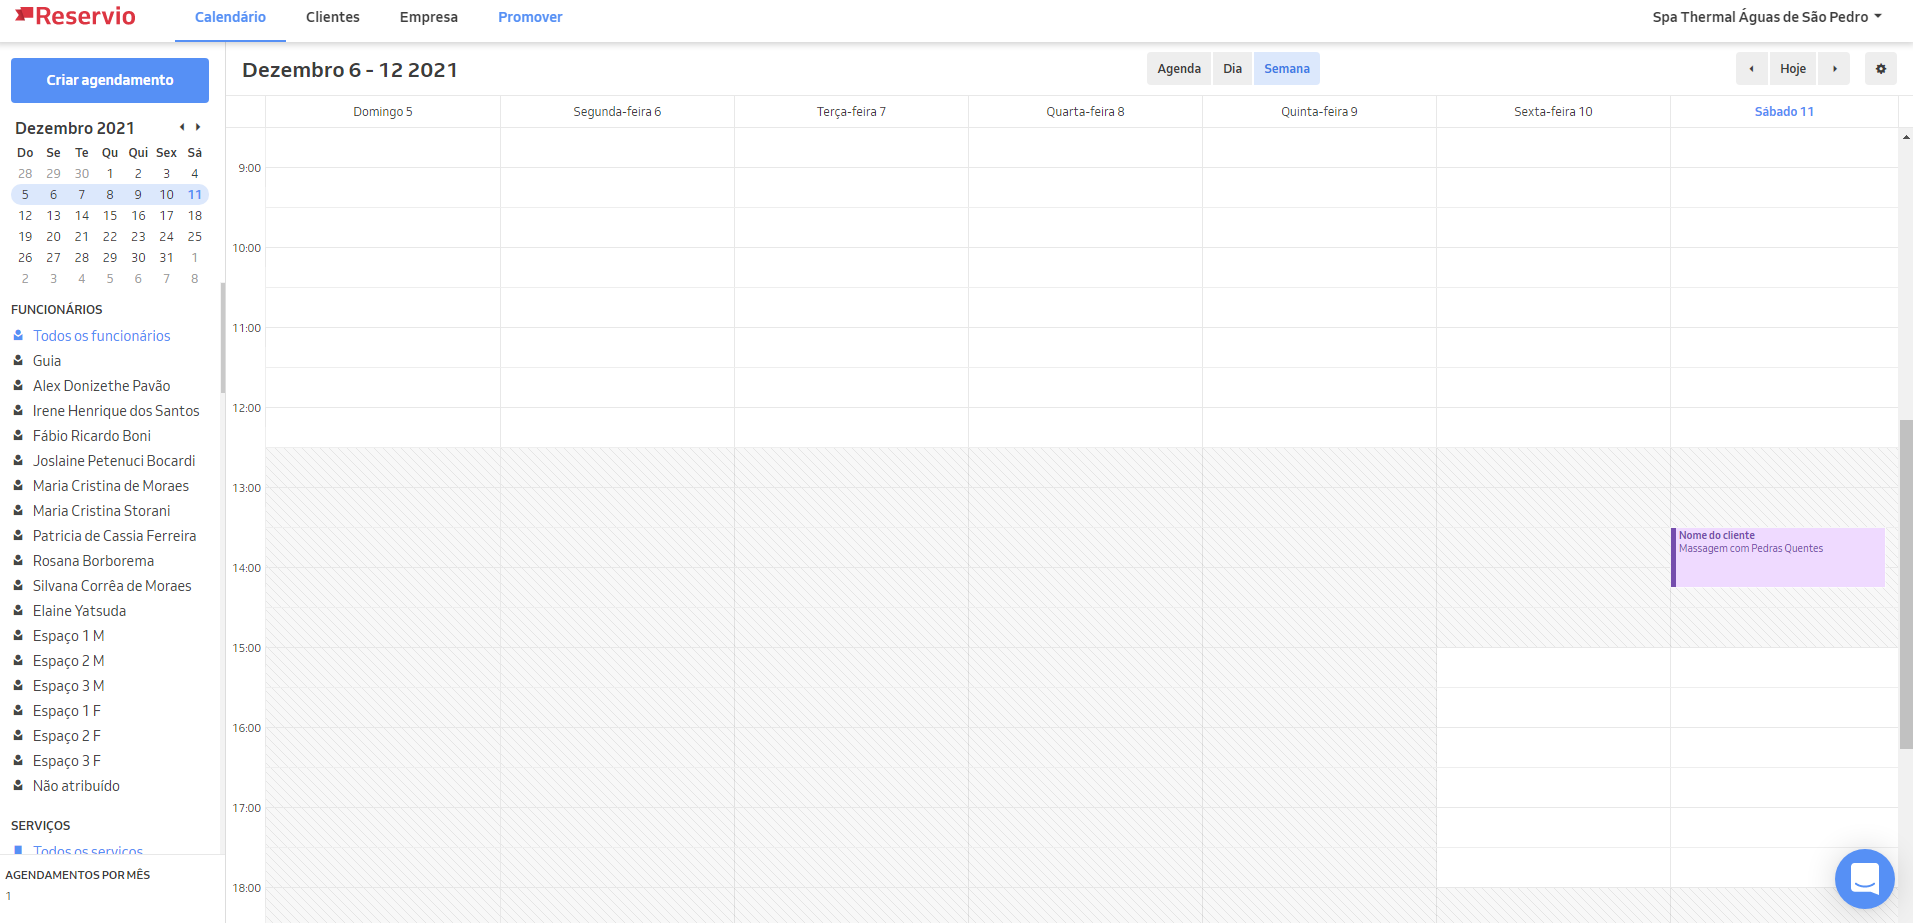 Reservio
Calendário
Clientes
Empresa
Promover
Spa Thermal Águas de São Pedro
Criar agendamento
Dezembro 2021
Do Se Te Qu Qui Sex Sá
28 29 30 1 2 3 4
5 6 7 8 9 10 11
12 13 14 15 16 17 18
19 20 21 22 23 24 25
26 27 28 29 30 31 1
2 3 4 5 6 7 8
FUNCIONÁRIOS
Todos os funcionários
Guia
Alex Donizethe Pavão
Irene Henrique dos Santos
Fábio Ricardo Boni
Joslaine Petenuci Bocardi
Maria Cristina de Moraes
Maria Cristina Storani
Patricia de Cassia Ferreira
Rosana Borborema
Silvana Corrêa de Moraes
Elaine Yatsuda
Espaço 1 M
Espaço 2 M
Espaço 3 M
Espaço 1 F
Espaço 2 F
Espaço 3 F
Não atribuído
SERVIÇOS
Todos os serviços
AGENDAMENTOS POR MÊS
1
Dezembro 6 - 12 2021
Agenda
Dia
Semana
Hoje
Domingo 5
Segunda-feira 6
Terça-feira 7
Quarta-feira 8
Quinta-feira 9
Sexta-feira 10
Sábado 11
9:00
10:00
11:00
12:00
13:00
Nome do cliente
Massagem com Pedras Quentes
14:00
15:00
16:00
17:00
18:00